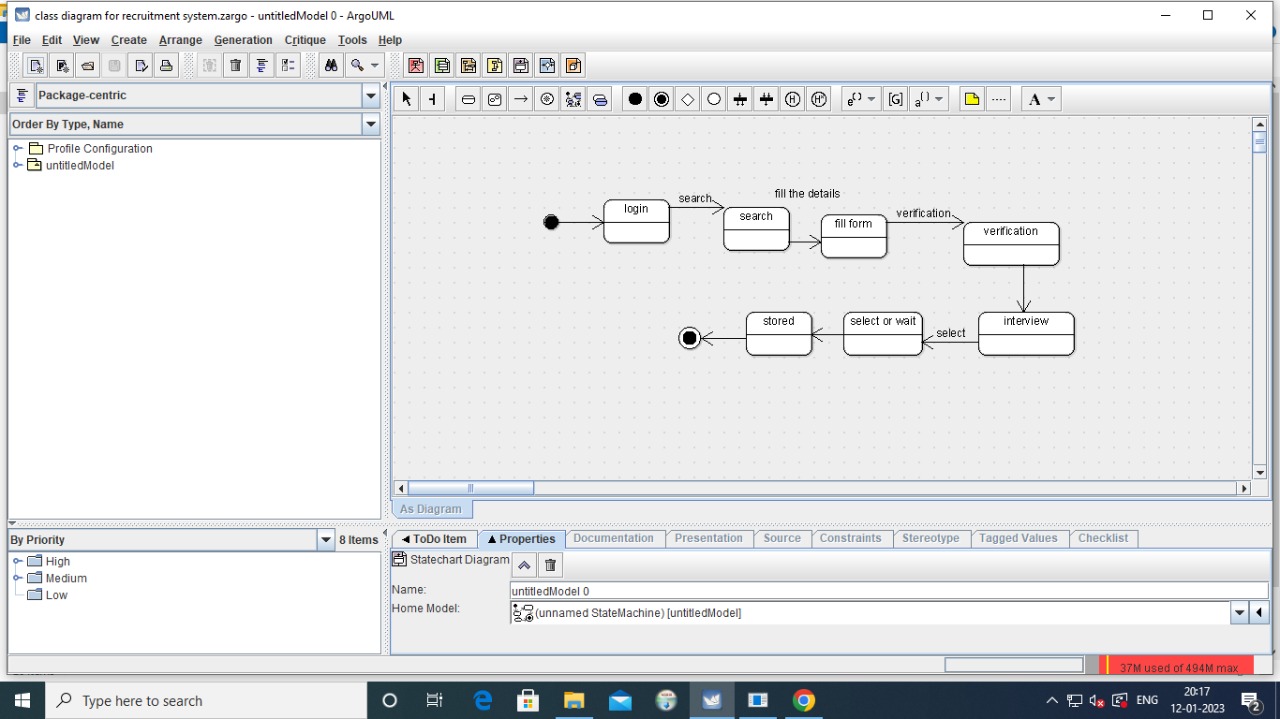 class diagram for recruitment system.zargo - untitledModel 0 - ArgoUML
File Edit View Create Arrange Generation Critique Tools Help
Package-centric
Order By Type, Name
Profile Configuration
untitledModel
A
search
fill the details
login
search
fill form
verification
verification
stored
select or wait
select
interview
As Diagram
By Priority
8 Items
High
Medium
Low
ToDo Item Properties Documentation Presentation Source Constraints Stereotype Tagged Values Checklist
Statechart Diagram
Name:
untitledModel 0
Home Model:
(unnamed StateMachine) [untitledModel]
37M used of 494M max
Type here to search
ENG
20:17
12-01-2023
2